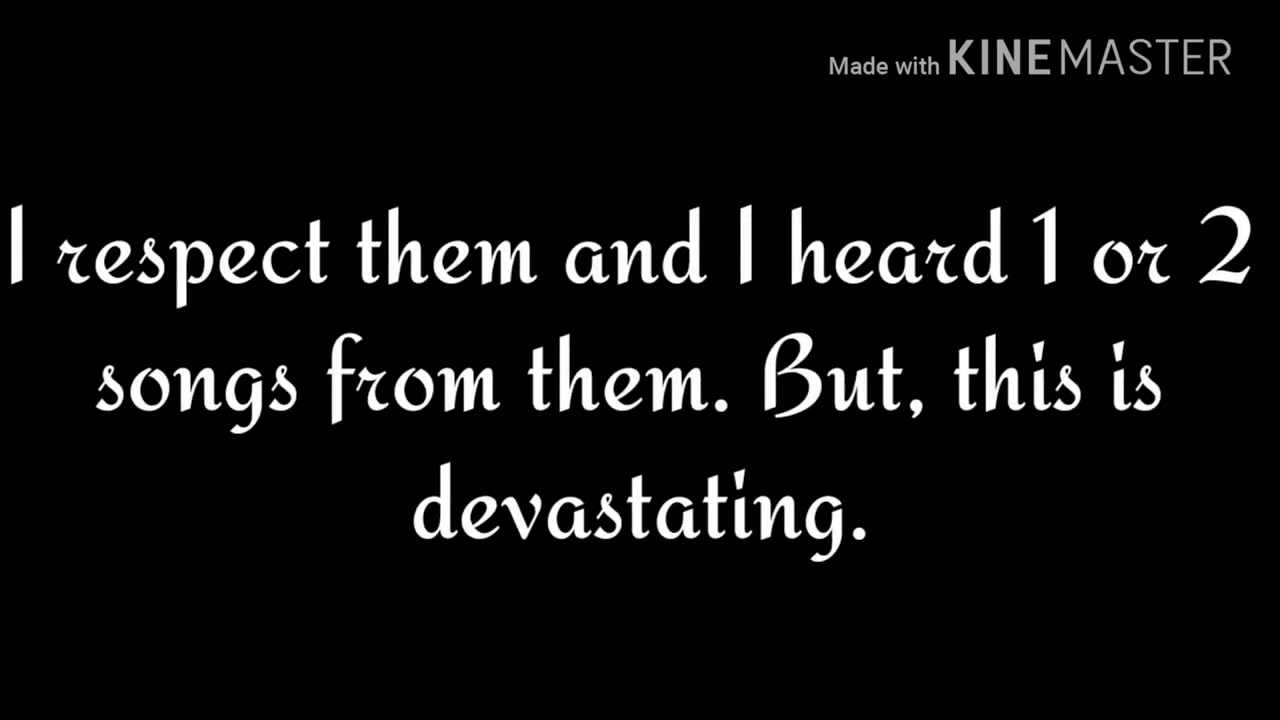 Made with KINEMASTER
I respect them and I heard 1 or 2
songs from them. But, this is
devastating.